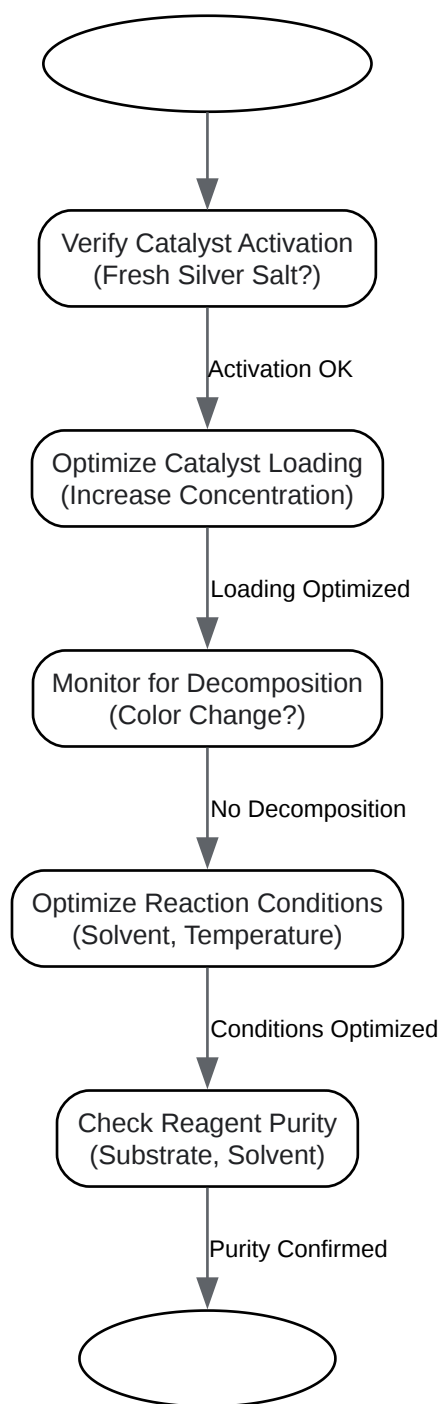 Verify Catalyst Activation
(Fresh Silver Salt?)
Activation OK
Optimize Catalyst Loading
(Increase Concentration)
Loading Optimized
Monitor for Decomposition
(Color Change?)
No Decomposition
Optimize Reaction Conditions
(Solvent, Temperature)
Conditions Optimized
Check Reagent Purity
(Substrate, Solvent)
Purity Confirmed